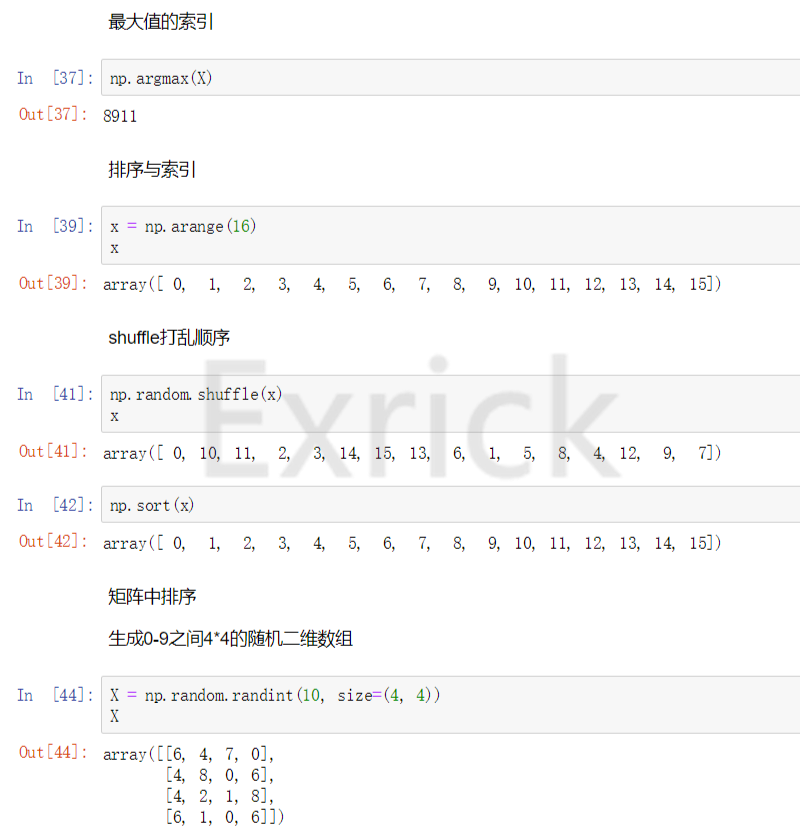 最大值的索引
In [37]: np.argmax(X)
Out[37]: 8911
排序与索引
In [39]: x = np.arange(16)
x
Out[39]: array([ 0, 1, 2, 3, 4, 5, 6, 7, 8, 9, 10, 11, 12, 13, 14, 15])
shuffle打乱顺序
In [41]: np.random.shuffle(x)
x
Out[41]: array([ 0, 10, 11, 2, 3, 14, 15, 13, 6, 1, 5, 8, 4, 12, 9, 7])
Exrick
In [42]: np.sort(x)
Out[42]: array([ 0, 1, 2, 3, 4, 5, 6, 7, 8, 9, 10, 11, 12, 13, 14, 15])
矩阵中排序
生成0-9之间4*4的随机二维数组
In [44]: X = np.random.randint(10, size=(4, 4))
X
Out[44]: array([[6, 4, 7, 0],
[4, 8, 0, 6],
[4, 2, 1, 8],
[6, 1, 0, 6]])